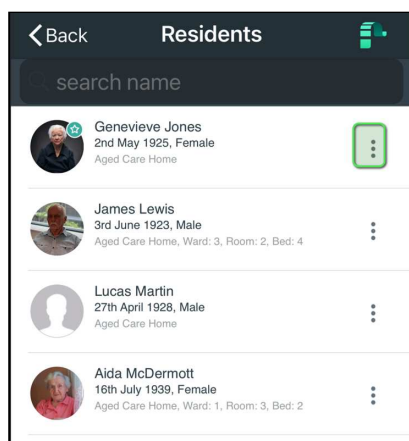 Back
Residents
search name
Genevieve Jones
2nd May 1925, Female
Aged Care Home
James Lewis
3rd June 1923, Male
Aged Care Home, Ward: 3, Room: 2, Bed: 4
Lucas Martin
27th April 1928, Male
Aged Care Home
Aida McDermott
16th July 1939, Female
Aged Care Home, Ward: 1, Room: 3, Bed: 2